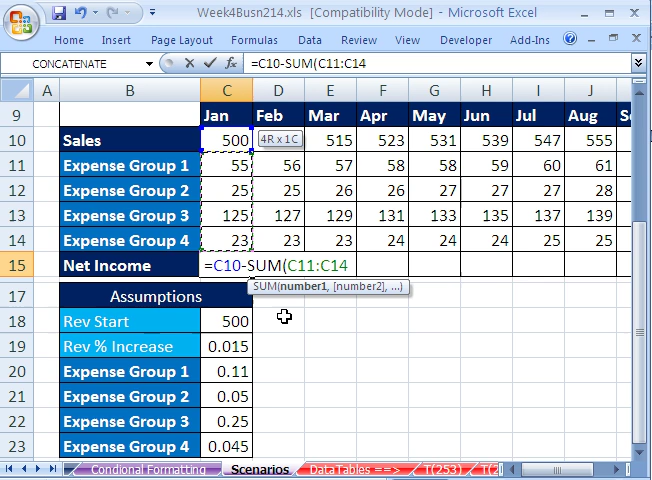 Week4Busn214.xls [Compatibility Mode] - Microsoft Excel
Home Insert Page Layout Formulas Data Review View Developer Add-Ins
CONCATENATE fx =C10-SUM(C11:C14
A B C D E F G H I J
9 Jan Feb Mar Apr May Jun Jul Aug
10 Sales 500 4R x 1C 515 523 531 539 547 555
11 Expense Group 1 55 56 57 58 58 59 60 61
12 Expense Group 2 25 25 26 26 27 27 27 28
13 Expense Group 3 125 127 129 131 133 135 137 139
14 Expense Group 4 23 23 23 24 24 24 25 25
15 Net Income =C10-SUM(C11:C14
SUM(number1, [number2], ...)
17 Assumptions
18 Rev Start 500
19 Rev % Increase 0.015
20 Expense Group 1 0.11
21 Expense Group 2 0.05
22 Expense Group 3 0.25
23 Expense Group 4 0.045
Condional Formatting Scenarios DataTables ==> T(253)